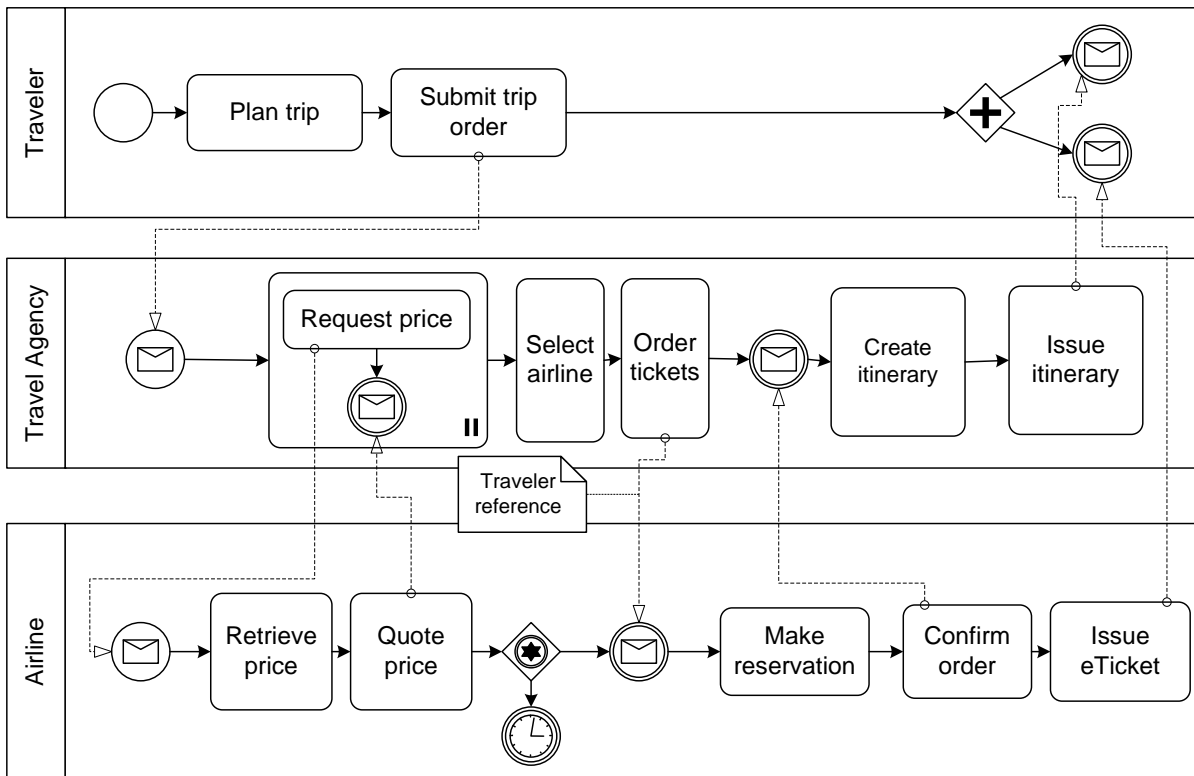 Traveler
Plan trip
Submit trip
order
Travel Agency
Request price
Select
airline
Order
tickets
Create
itinerary
Issue
itinerary
Traveler
reference
Airline
Retrieve
price
Quote
price
Make
reservation
Confirm
order
Issue
eTicket